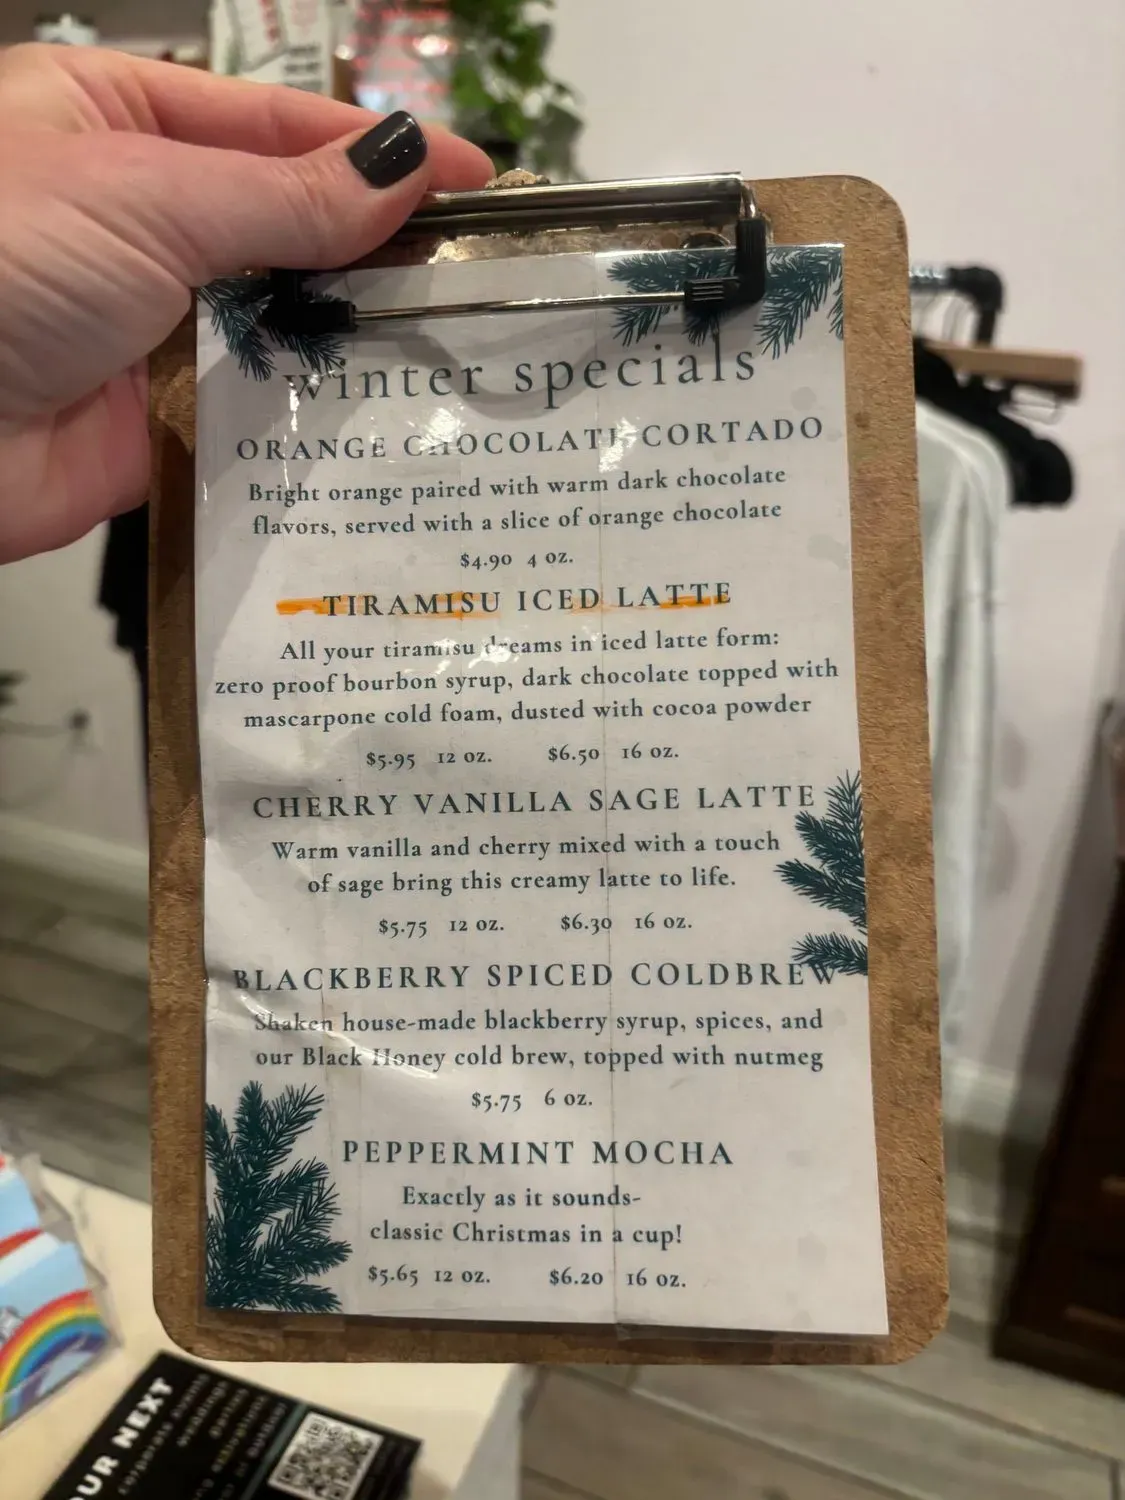 winter specials
ORANGE CHOCOLATE CORTADO
Bright orange paired with warm dark chocolate
flavors, served with a slice of orange chocolate
$4.90 4 oz.
TIRAMISU ICED LATTE
All your tiramisu dreams in iced latte form:
zero proof bourbon syrup, dark chocolate topped with
mascarpone cold foam, dusted with cocoa powder
$5.95 12 oz. $6.50 16 oz.
CHERRY VANILLA SAGE LATTE
Warm vanilla and cherry mixed with a touch
of sage bring this creamy latte to life.
$5.75 12 oz. $6.30 16 oz.
BLACKBERRY SPICED COLDBREW
Shaken house-made blackberry syrup, spices, and
our Black Honey cold brew, topped with nutmeg
$5.75 6 oz.
PEPPERMINT MOCHA
Exactly as it sounds-
classic Christmas in a cup!
$5.65 12 oz. $6.20 16 oz.
OUR NEXT